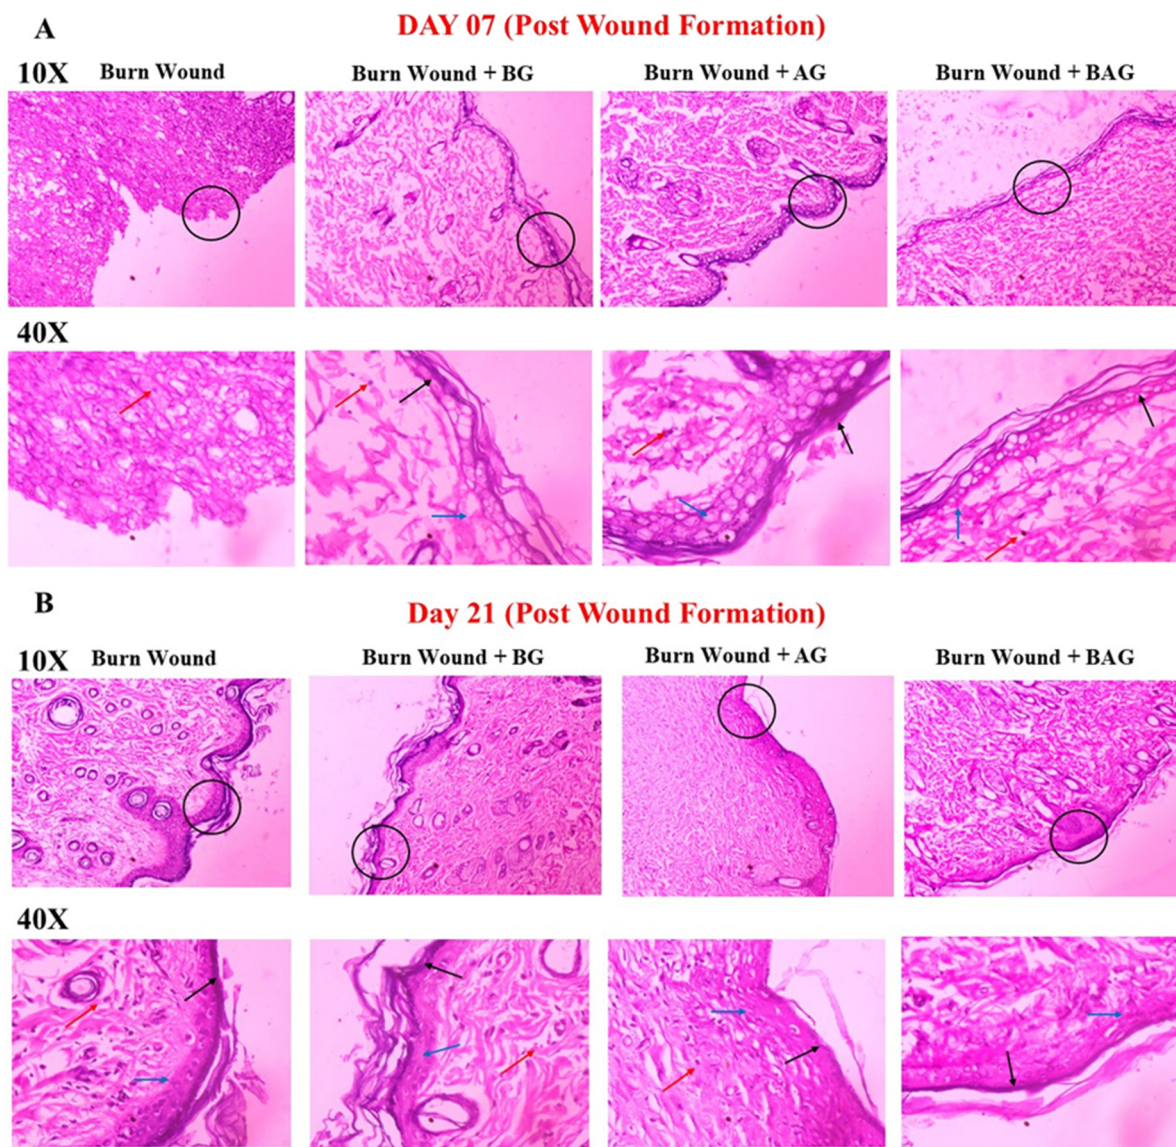 A
DAY 07 (Post Wound Formation)
10X
Burn Wound
Burn Wound + BG
Burn Wound + AG
Burn Wound + BAG
40X
B
Day 21 (Post Wound Formation)
10X
Burn Wound
Burn Wound + BG
Burn Wound + AG
Burn Wound + BAG
40X